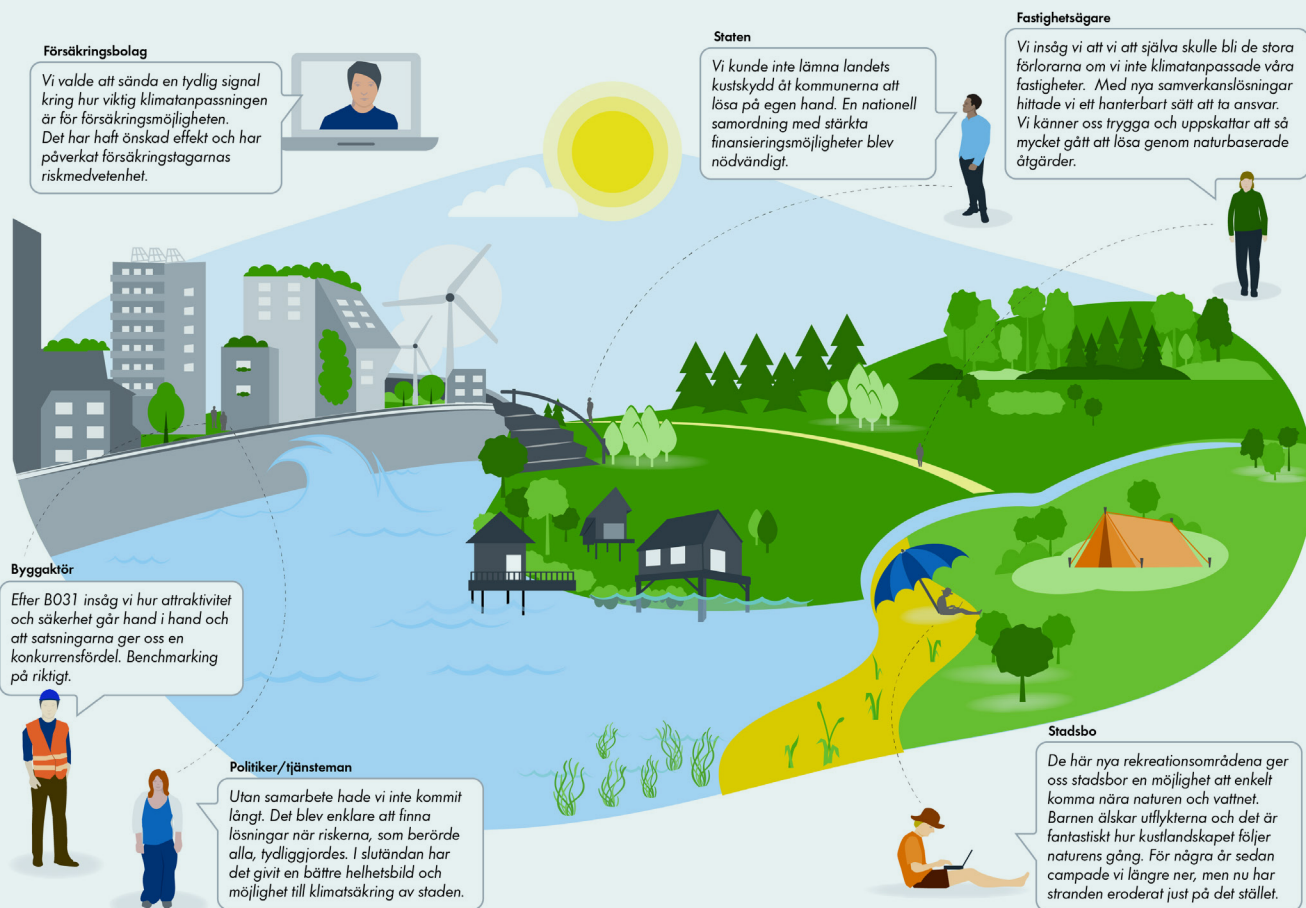 Försäkringsbolag
Vi valde att sända en tydlig signal
kring hur viktig klimatanpassningen
är för försäkringsmöjligheten.
Det har haft önskad effekt och har
påverkat försäkringstagarnas
riskmedvetenhet.
Staten
Vi kunde inte lämna landets
kustskydd åt kommunerna att
lösa på egen hand. En nationell
samordning med stärkta
finansieringsmöjligheter blev
nödvändigt.
Fastighetsägare
Vi insåg vi att vi att själva skulle bli de stora
förlorarna om vi inte klimatanpassade våra
fastigheter. Med nya samverkanslösningar
hittade vi ett hanterbart sätt att ta ansvar.
Vi känner oss trygga och uppskattar att så
mycket gått att lösa genom naturbaserade
åtgärder.
Byggaktör
Efter B031 insåg vi hur attraktivitet
och säkerhet går hand i hand och
att satsningarna ger oss en
konkurrensfördel. Benchmarking
på riktigt.
Politiker/tjänsteman
Utan samarbete hade vi inte kommit
långt. Det blev enklare att finna
lösningar när riskerna, som berörde
alla, tydliggjordes. I slutändan har
det givit en bättre helhetsbild och
möjlighet till klimatsäkring av staden.
Stadsbo
De här nya rekreationsområdena ger
oss stadsbor en möjlighet att enkelt
komma nära naturen och vattnet.
Barnen älskar utflykterna och det är
fantastiskt hur kustlandskapet följer
naturens gång. För några år sedan
campade vi längre ner, men nu har
stranden eroderat just på det stället.